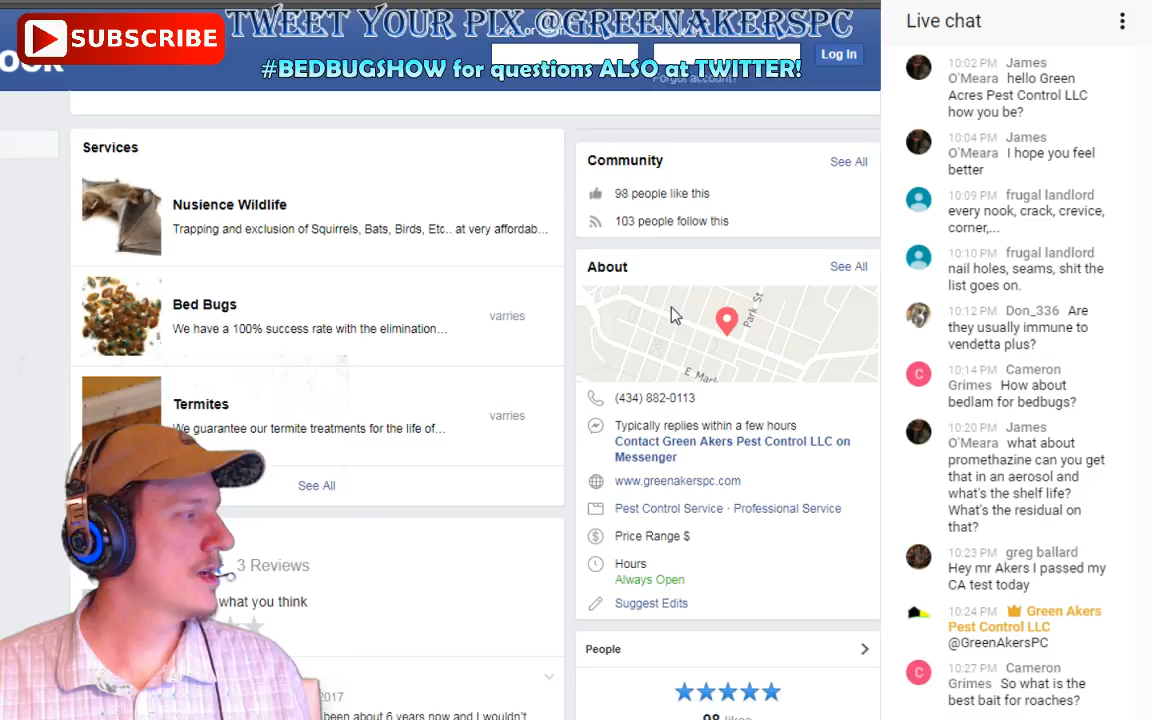 SUBSCRIBE
TWEET YOUR PIX @GREENAKERSPC
#BEDBUGSHOW for questions ALSO at TWITTER!
Log In
Forgot account?
Services
Nusience Wildlife
Trapping and exclusion of Squirrels, Bats, Birds, Etc.. at very affordab...
Bed Bugs
We have a 100% success rate with the elimination...
varries
Termites
We guarantee our termite treatments for the life of...
varries
See All
3 Reviews
what you think
2017
been about 6 years now and I wouldn't
Community
See All
98 people like this
103 people follow this
About
See All
Park St
E Mark
(434) 882-0113
Typically replies within a few hours
Contact Green Akers Pest Control LLC on
Messenger
www.greenakerspc.com
Pest Control Service · Professional Service
Price Range $
Hours
Always Open
Suggest Edits
People
98 likes
Live chat
10:02 PM James
O'Meara hello Green
Acres Pest Control LLC
how you be?
10:04 PM James
O'Meara I hope you feel
better
10:09 PM frugal landlord
every nook, crack, crevice,
corner,...
10:10 PM frugal landlord
nail holes, seams, shit the
list goes on.
10:12 PM Don_336 Are
they usually immune to
vendetta plus?
C
10:14 PM Cameron
Grimes How about
bedlam for bedbugs?
10:20 PM James
O'Meara what about
promethazine can you get
that in an aerosol and
what's the shelf life?
What's the residual on
that?
10:23 PM greg ballard
Hey mr Akers I passed my
CA test today
10:24 PM Green Akers
Pest Control LLC
@GreenAkersPC
C
10:27 PM Cameron
Grimes So what is the
best bait for roaches?